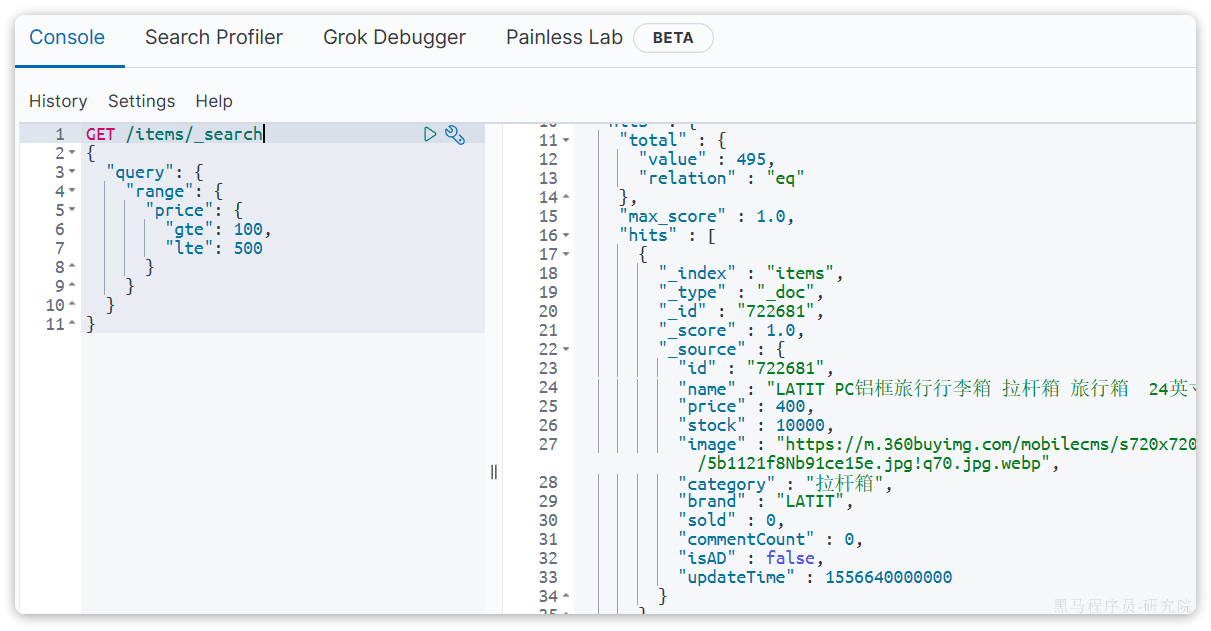 Console Search Profiler Grok Debugger Painless Lab BETA
History Settings Help
1 GET /items/_search
2 {
3 "query": {
4 "range": {
5 "price": {
6 "gte": 100,
7 "lte": 500
8 }
9 }
10 }
11 }
11 "total" : {
12 "value" : 495,
13 "relation" : "eq"
14 },
15 "max_score" : 1.0,
16 "hits" : [
17 {
18 "_index" : "items",
19 "_type" : "_doc",
20 "_id" : "722681",
21 "_score" : 1.0,
22 "_source" : {
23 "id" : "722681",
24 "name" : "LATIT PC铝框旅行行李箱 拉杆箱 旅行箱 24英
25 "price" : 400,
26 "stock" : 10000,
27 "image" : "https://m.360buyimg.com/mobilecms/s720x720
/5b1121f8Nb91ce15e.jpg!q70.jpg.webp",
28 "category" : "拉杆箱",
29 "brand" : "LATIT",
30 "sold" : 0,
31 "commentCount" : 0,
32 "isAD" : false,
33 "updateTime" : 1556640000000
34 }
黑马程序员-研究院